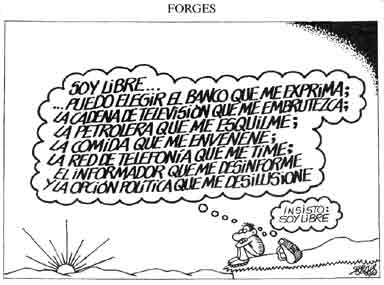 FORGES
SOY LIBRE...
...PUEDO ELEGIR EL BANCO QUE ME EXPRIMA;
LA CADENA DE TELEVISIÓN QUE ME EMBRUTEZCA;
LA PETROLERA QUE ME ESQUILME;
LA COMIDA QUE ME ENVENENE;
LA RED DE TELEFONÍA QUE ME TIME;
EL INFORMADOR QUE ME DESINFORME
Y LA OPCIÓN POLÍTICA QUE ME DESILUSIONE
INSISTO:
SOY LIBRE